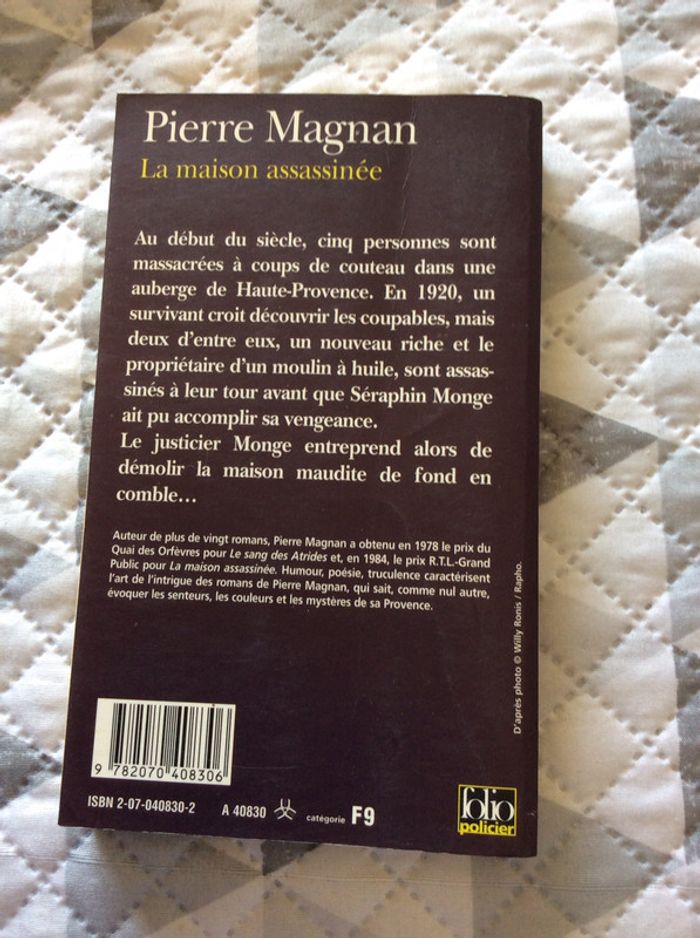 Pierre Magnan
La maison assassinée
Au début du siècle, cinq personnes sont
massacrées à coups de couteau dans une
auberge de Haute-Provence. En 1920, un
survivant croit découvrir les coupables, mais
deux d'entre eux, un nouveau riche et le
propriétaire d'un moulin à huile, sont assas-
sinés à leur tour avant que Séraphin Monge
ait pu accomplir sa vengeance.
Le justicier Monge entreprend alors de
démolir la maison maudite de fond en
comble…
Auteur de plus de vingt romans, Pierre Magnan a obtenu en 1978 le prix du
Quai des Orfèvres pour Le sang des Atrides et, en 1984, le prix R.T.L.-Grand
Public pour La maison assassinée. Humour, poésie, truculence caractérisent
l'art de l'intrigue des romans de Pierre Magnan, qui sait, comme nul autre,
évoquer les senteurs, les couleurs et les mystères de sa Provence.
D'après photo © Willy Ronis / Rapho.
9 782070 408306
ISBN 2-07-040830-2 A 40830 catégorie F9
folio
policier